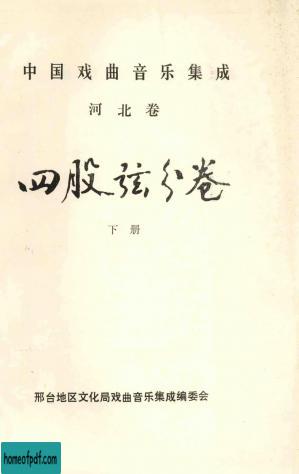 中国戏曲音乐集成
河北卷
四股弦分卷
下册
邢台地区文化局戏曲音乐集成编委会
homeofpdf.com